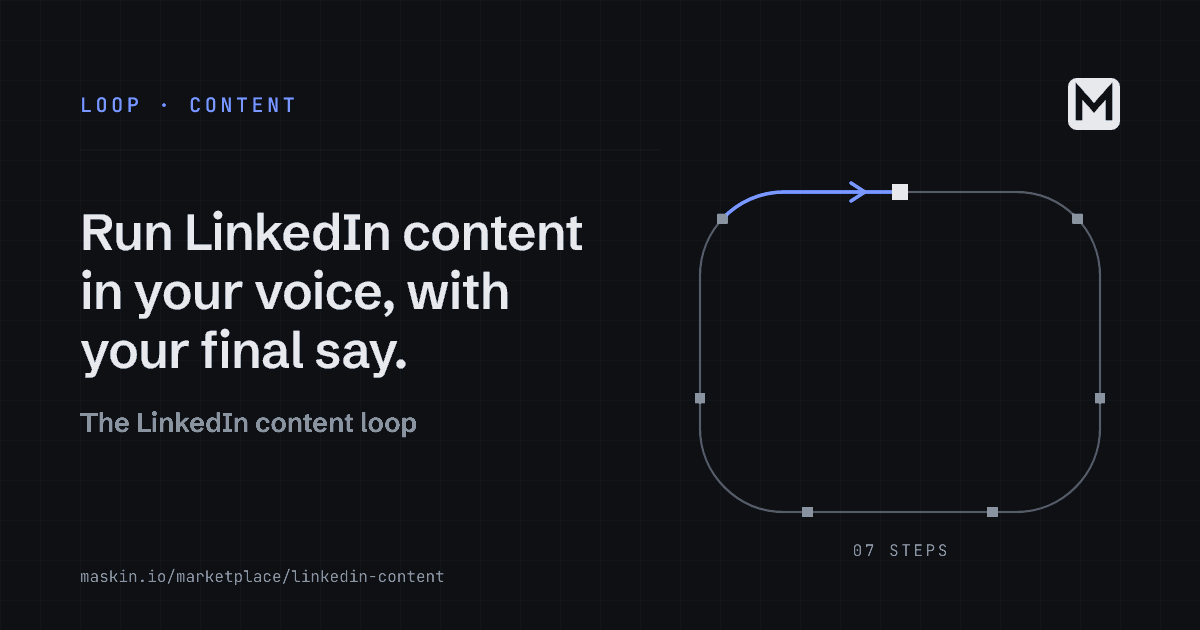 LOOP · CONTENT
M
Run LinkedIn content
in your voice, with
your final say.
The LinkedIn content loop
07 STEPS
maskin.io/marketplace/linkedin-content